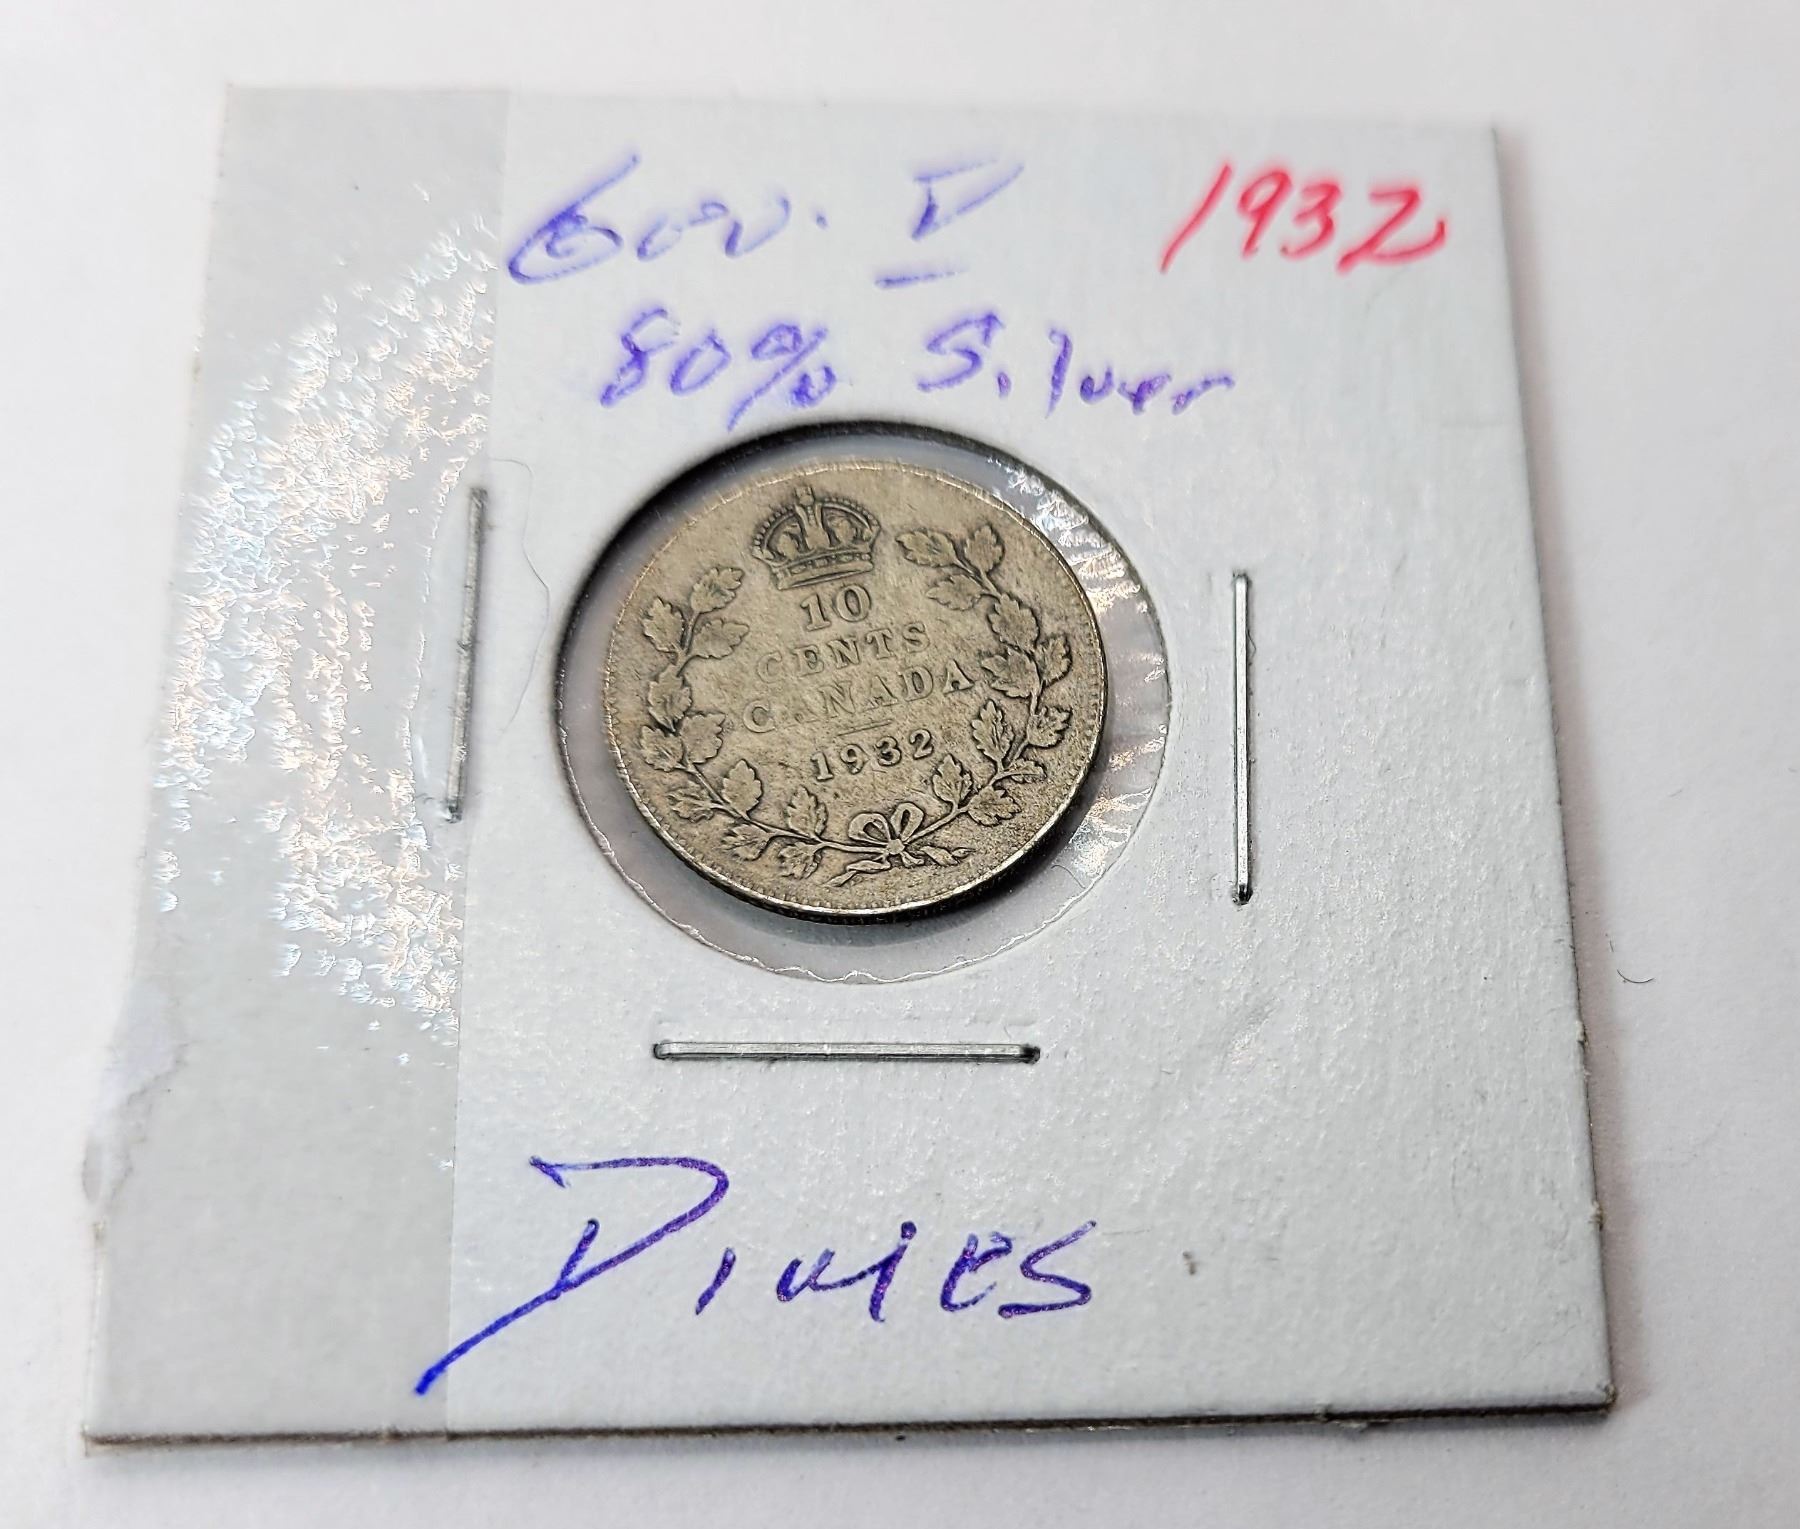 Geo. V 1932
80% Silver
10
CENTS
CANADA
1932
Dimes